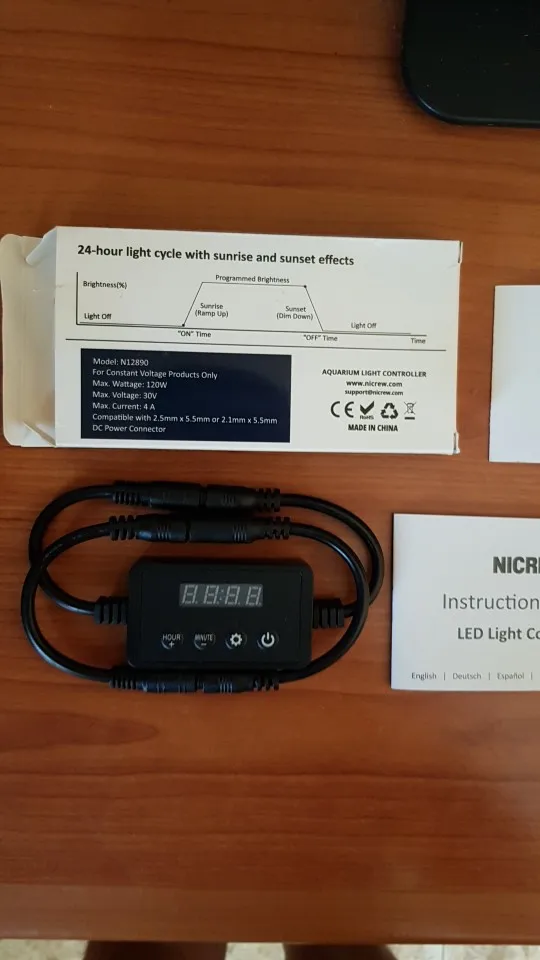 24-hour light cycle with sunrise and sunset effects
Programmed Brightness
Brightness(%)
Sunrise
(Ramp Up)
Sunset
(Dim Down)
Light Off
Light Off
"ON" Time
"OFF" Time
Time
Model: N12890
For Constant Voltage Products Only
Max. Wattage: 120W
Max. Voltage: 30V
Max. Current: 4 A
Compatible with 2.5mm x 5.5mm or 2.1mm x 5.5mm
DC Power Connector
AQUARIUM LIGHT CONTROLLER
www.nicrew.com
support@nicrew.com
CE RoHS
MADE IN CHINA
HOUR
+
MINUTE
-
NICR
Instruction
LED Light Co
English | Deutsch | Español |